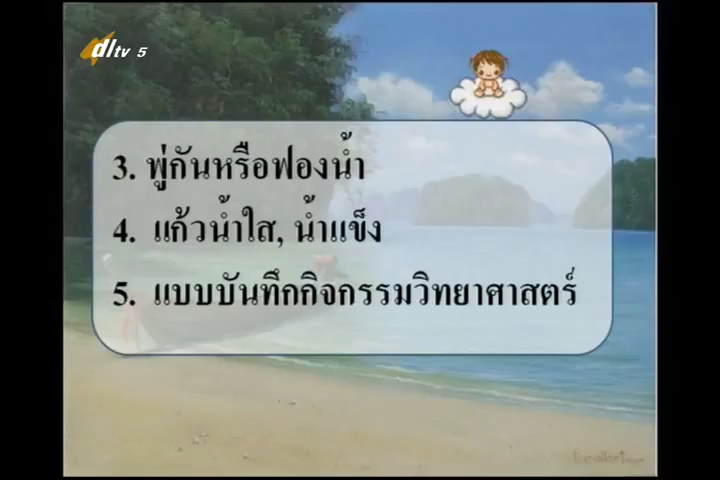 dltv 5
3. พู่กันหรือฟองน้ำ
4. แก้วน้ำใส, น้ำแข็ง
5. แบบบันทึกกิจกรรมวิทยาศาสตร์